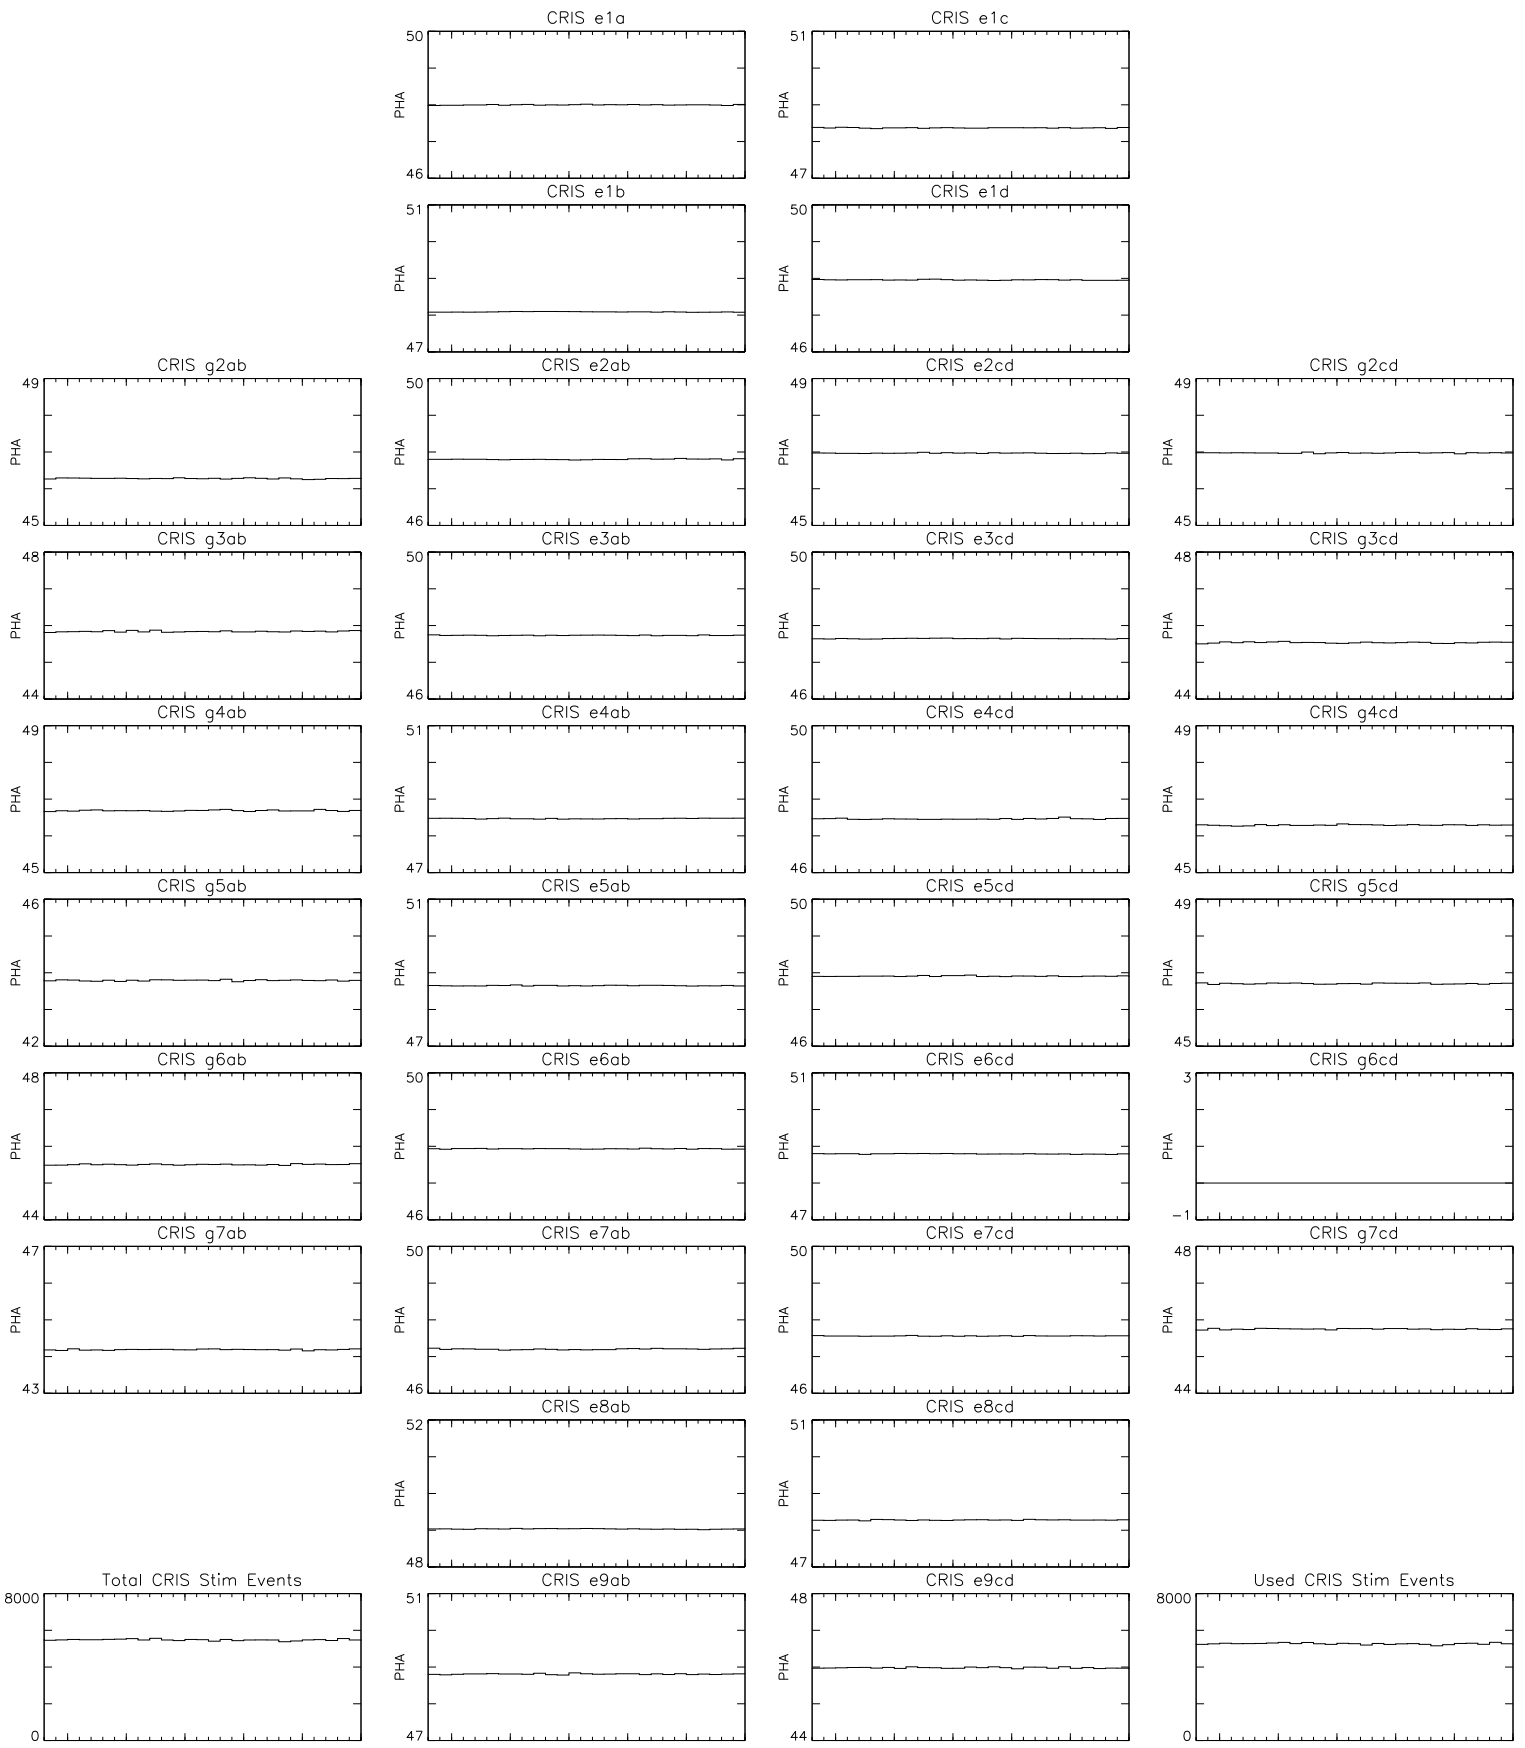 CRIS e1a
CRIS e1c
50
PHA
46
51
PHA
47
CRIS e1b
CRIS e1d
51
PHA
47
50
PHA
46
CRIS g2ab
CRIS e2ab
CRIS e2cd
CRIS g2cd
49
PHA
45
50
PHA
46
49
PHA
45
49
PHA
45
CRIS g3ab
CRIS e3ab
CRIS e3cd
CRIS g3cd
48
PHA
44
50
PHA
46
50
PHA
46
48
PHA
44
CRIS g4ab
CRIS e4ab
CRIS e4cd
CRIS g4cd
49
PHA
45
51
PHA
47
50
PHA
46
49
PHA
45
CRIS g5ab
CRIS e5ab
CRIS e5cd
CRIS g5cd
46
PHA
42
51
PHA
47
50
PHA
46
49
PHA
45
CRIS g6ab
CRIS e6ab
CRIS e6cd
CRIS g6cd
48
PHA
44
50
PHA
46
51
PHA
47
3
PHA
-1
CRIS g7ab
CRIS e7ab
CRIS e7cd
CRIS g7cd
47
PHA
43
50
PHA
46
50
PHA
46
48
PHA
44
CRIS e8ab
CRIS e8cd
52
PHA
48
51
PHA
47
Total CRIS Stim Events
CRIS e9ab
CRIS e9cd
Used CRIS Stim Events
8000
0
51
PHA
47
48
PHA
44
8000
0